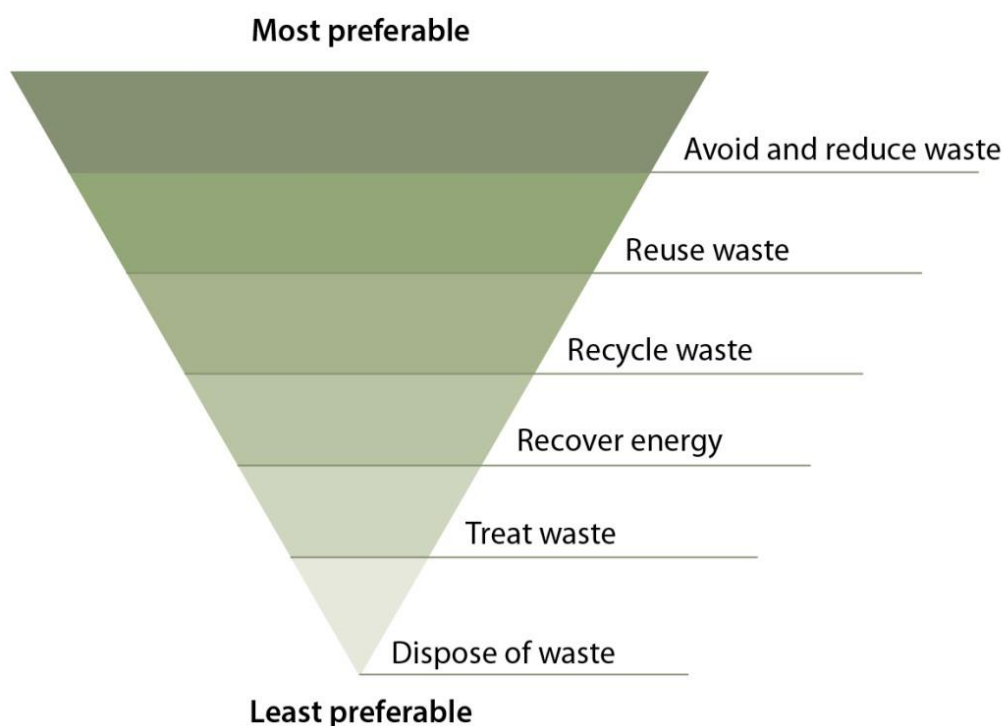 Most preferable
Avoid and reduce waste
Reuse waste
Recycle waste
Recover energy
Treat waste
Dispose of waste
Least preferable